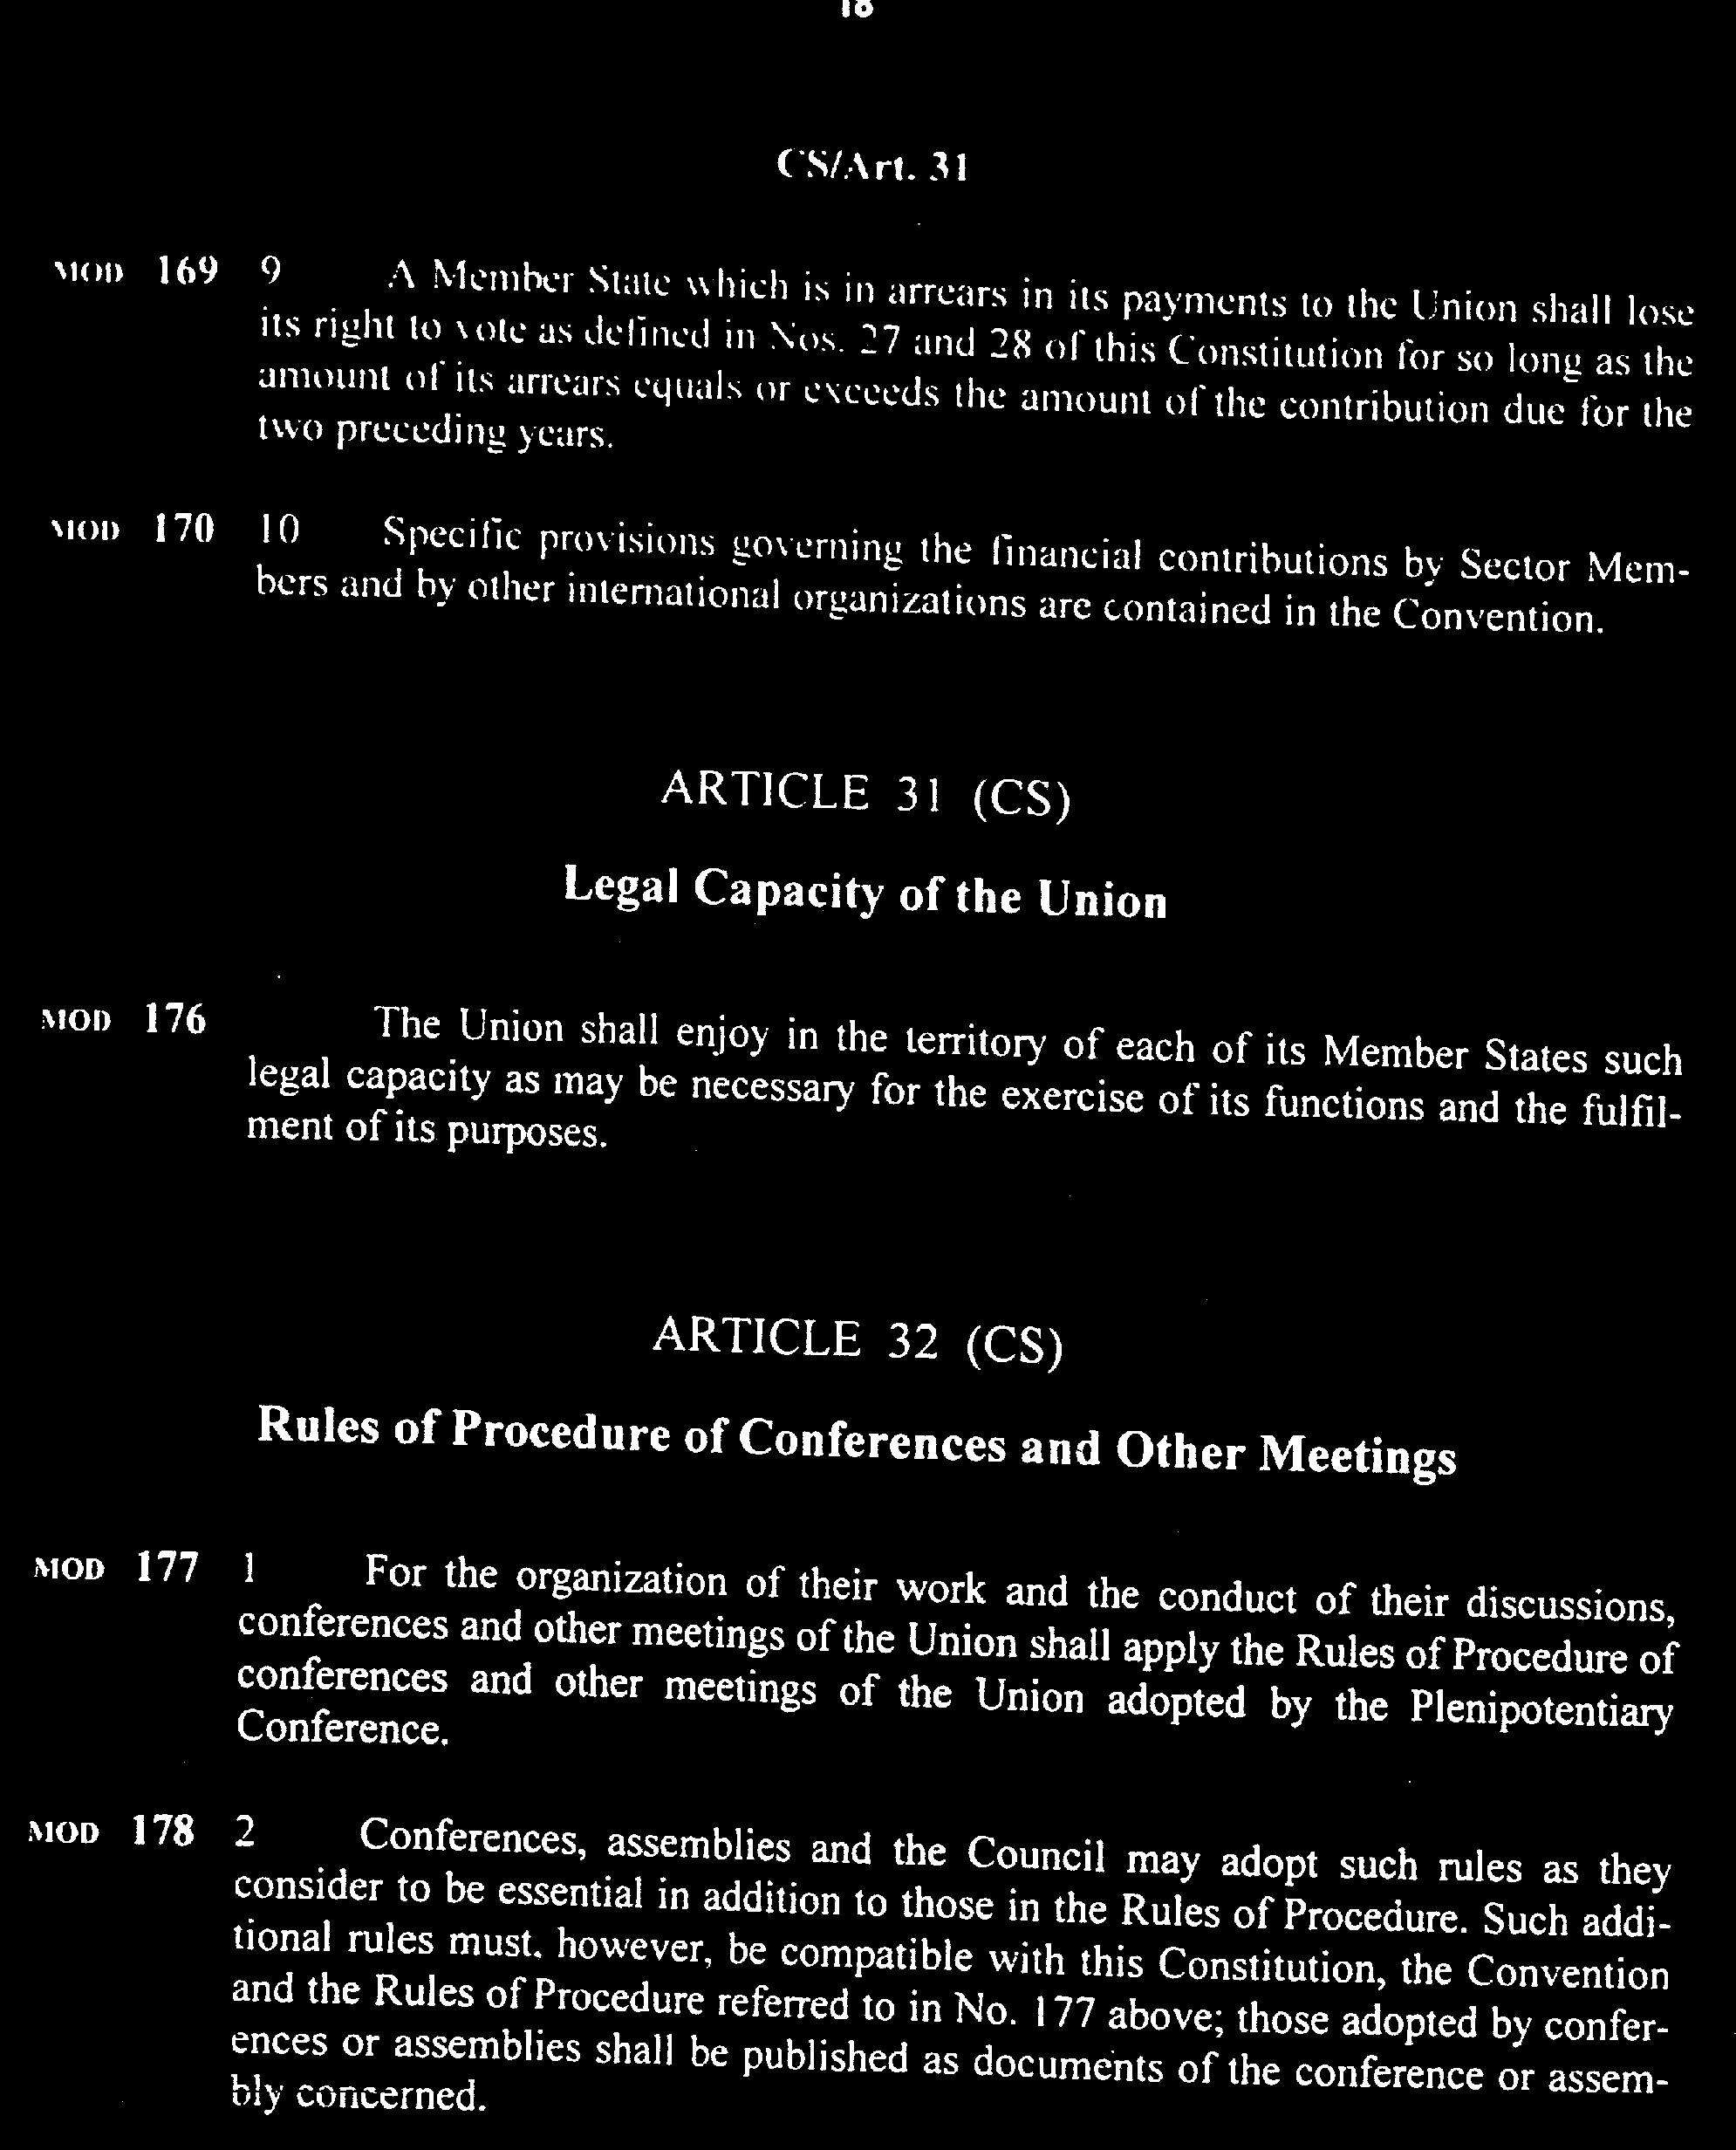 18
CS/Art. 31
MOD 169 9 A Member State which is in arrears in its payments to the Union shall lose
its right to vote as defined in Nos. 27 and 28 of this Constitution for so long as the
amount of its arrears equals or exceeds the amount of the contribution due for the
two preceding years.
MOD 170 10 Specific provisions governing the financial contributions by Sector Mem-
bers and by other international organizations are contained in the Convention.
ARTICLE 31 (CS)
Legal Capacity of the Union
MOD 176 The Union shall enjoy in the territory of each of its Member States such
legal capacity as may be necessary for the exercise of its functions and the fulfil-
ment of its purposes.
ARTICLE 32 (CS)
Rules of Procedure of Conferences and Other Meetings
MOD 177 1 For the organization of their work and the conduct of their discussions,
conferences and other meetings of the Union shall apply the Rules of Procedure of
conferences and other meetings of the Union adopted by the Plenipotentiary
Conference.
MOD 178 2 Conferences, assemblies and the Council may adopt such rules as they
consider to be essential in addition to those in the Rules of Procedure. Such addi-
tional rules must, however, be compatible with this Constitution, the Convention
and the Rules of Procedure referred to in No. 177 above; those adopted by confer-
ences or assemblies shall be published as documents of the conference or assem-
bly concerned.